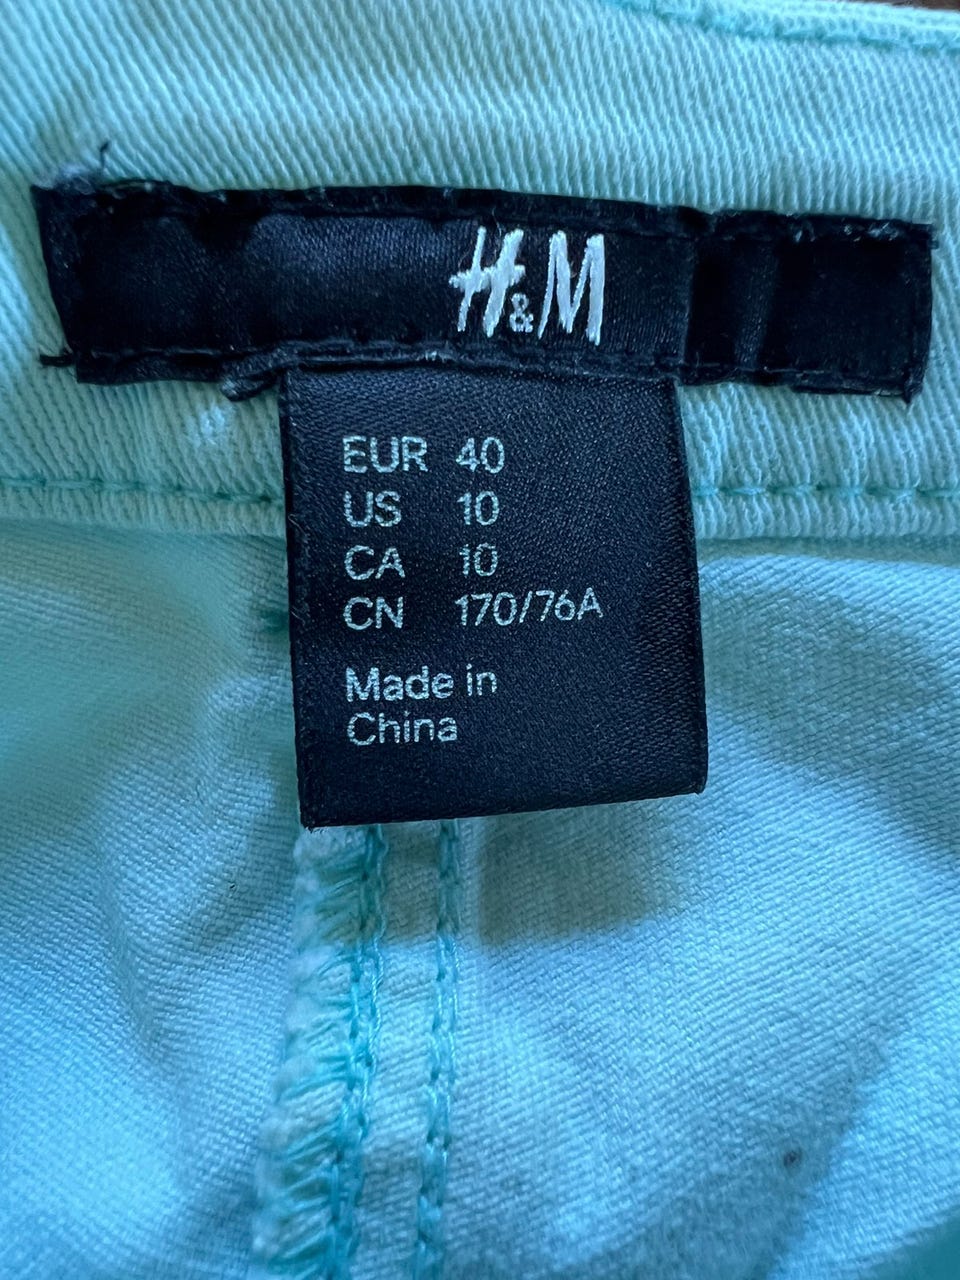 H&M
EUR 40
US 10
CA 10
CN 170/76A
Made in
China